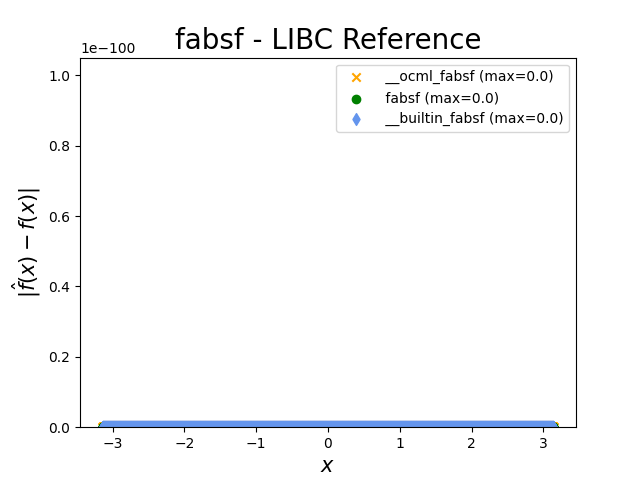 fabsf - LIBC Reference
1e−100
1.0
0.8
0.6
0.4
0.2
0.0
|f̂(x) − f(x)|
__ocml_fabsf (max=0.0)
fabsf (max=0.0)
__builtin_fabsf (max=0.0)
−3 −2 −1 0 1 2 3
x